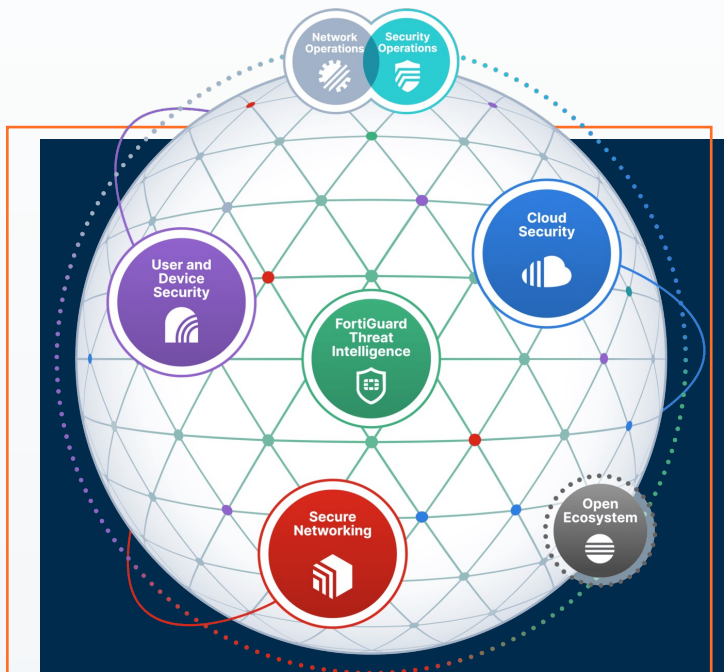 Network
Operations
Security
Operations
Cloud
Security
User and
Device
Security
FortiGuard
Threat
Intelligence
Open
Ecosystem
Secure
Networking